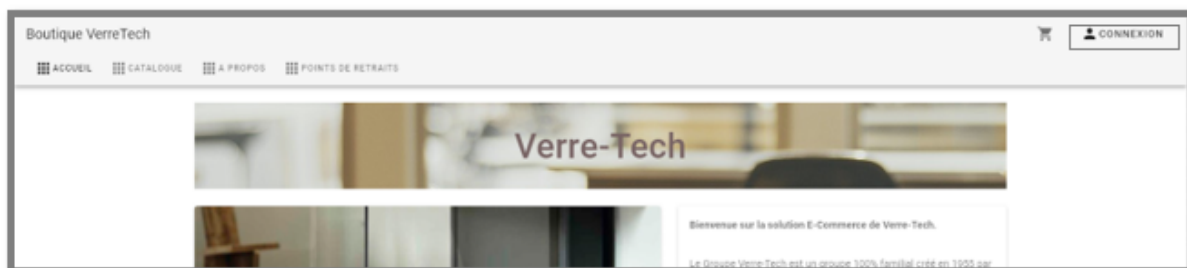 Boutique VerreTech
CONNEXION
ACCUEIL CATALOGUE A PROPOS POINTS DE RETRAITS
Verre-Tech
Bienvenue sur la solution E-Commerce de Verre-Tech.
Le Groupe Verre-Tech est un groupe 100% familial créé en 1955 par